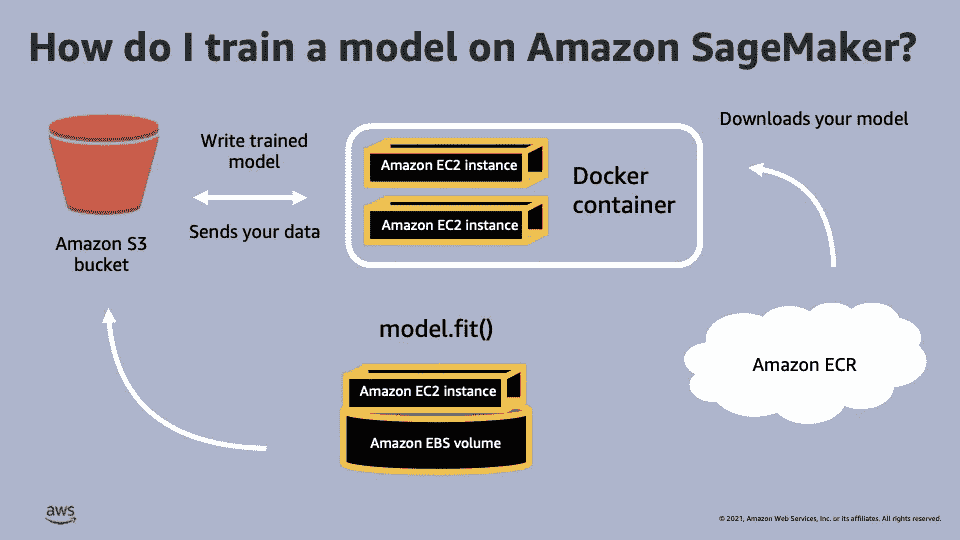 How do I train a model on Amazon SageMaker?
Downloads your model
Write trained
model
Amazon EC2 instance
Docker
container
Amazon EC2 instance
Sends your data
Amazon S3
bucket
model.fit()
Amazon ECR
Amazon EC2 instance
Amazon EBS volume
aws
© 2021, Amazon Web Services, Inc. or its affiliates. All rights reserved.